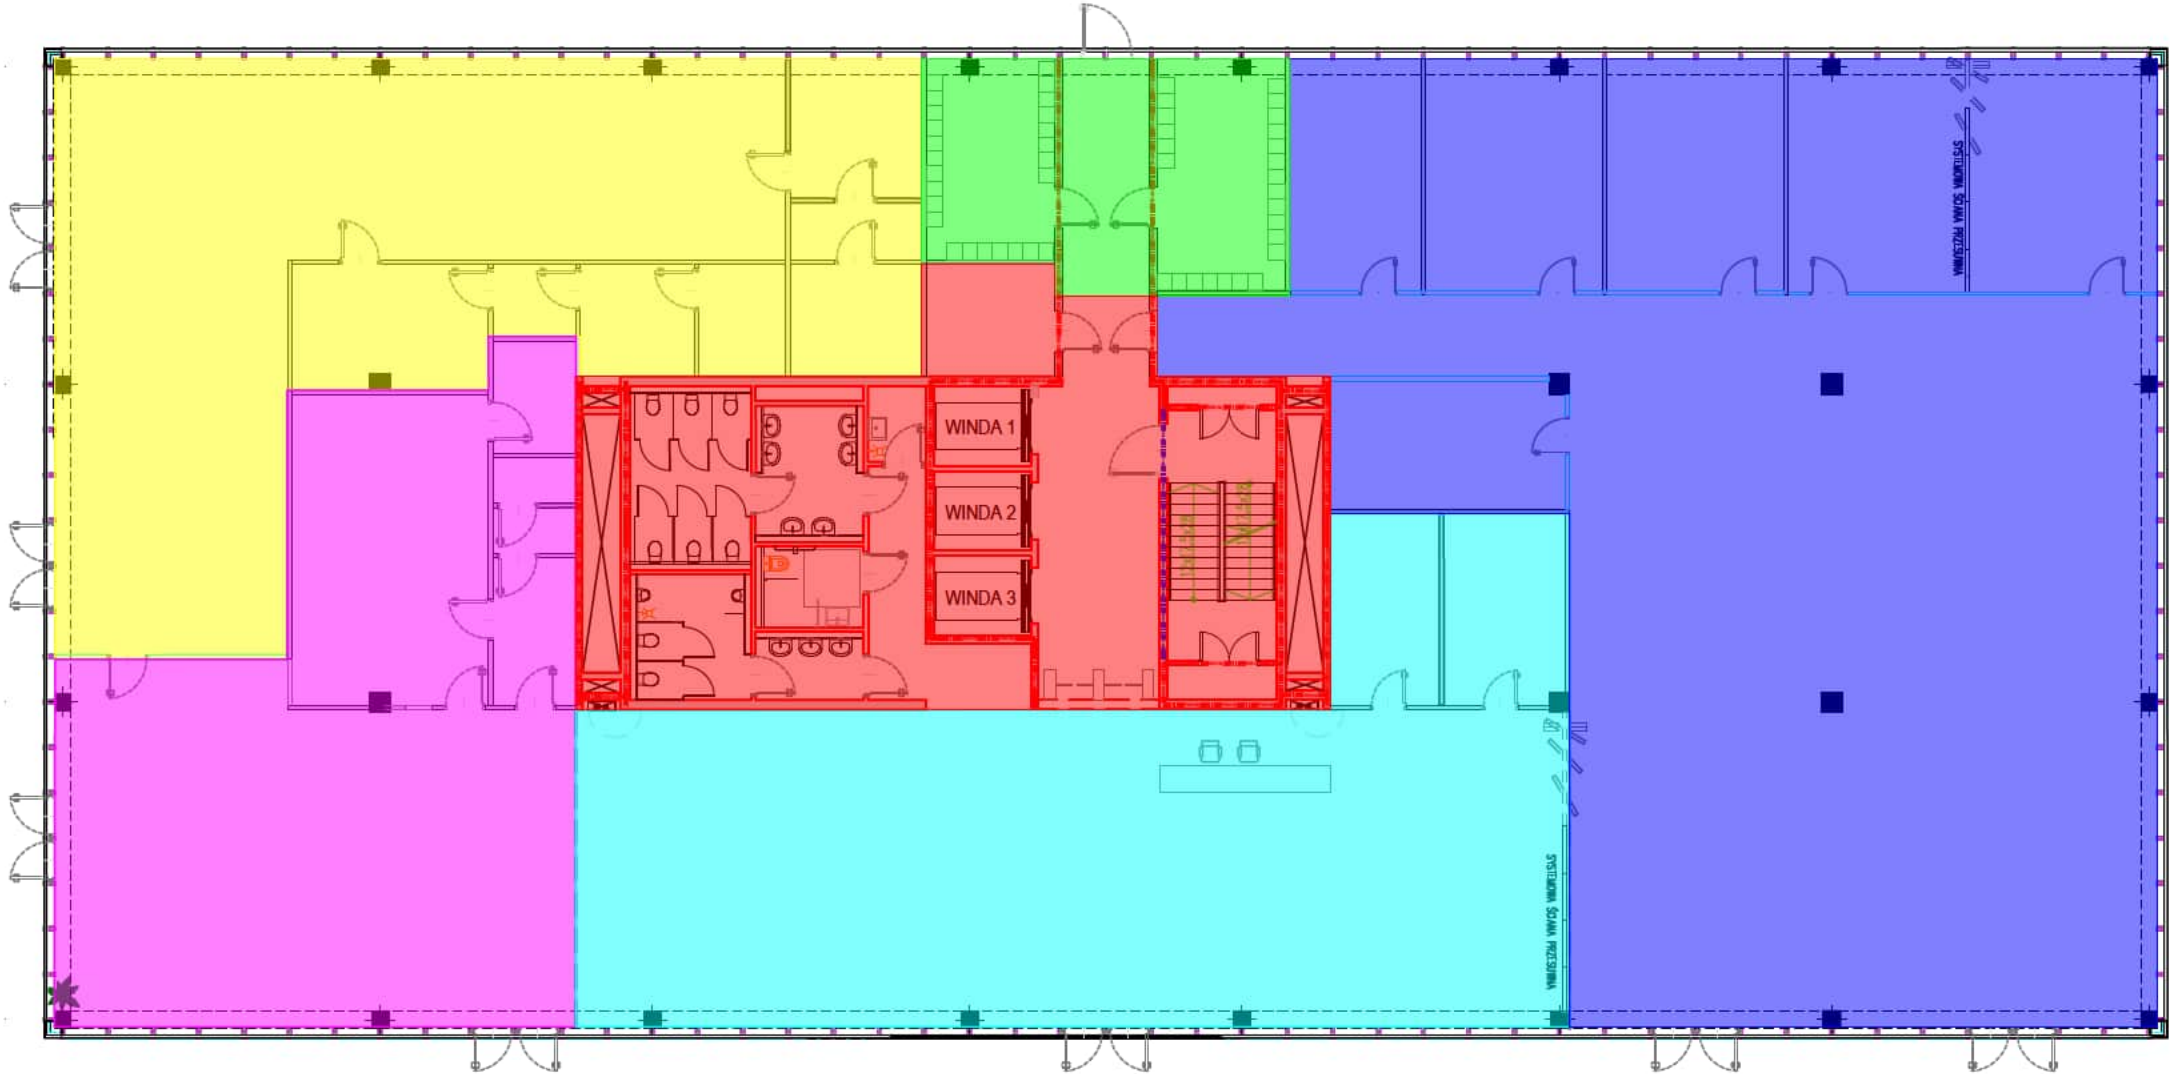 SYSTEMOWA ŚCIANA PRZESUWNA
WINDA 1
WINDA 2
WINDA 3
SYSTEMOWA ŚCIANA PRZESUWNA